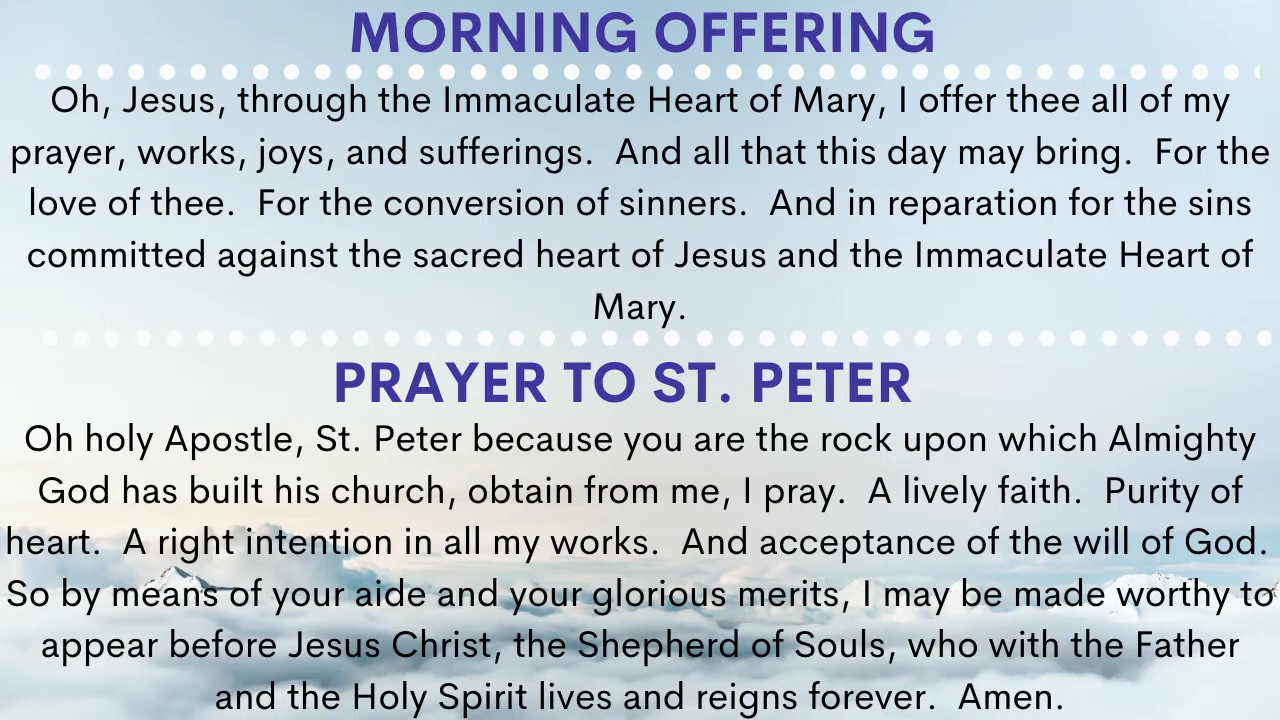 MORNING OFFERING
Oh, Jesus, through the Immaculate Heart of Mary, I offer thee all of my
prayer, works, joys, and sufferings.  And all that this day may bring.  For the
love of thee.  For the conversion of sinners.  And in reparation for the sins
committed against the sacred heart of Jesus and the Immaculate Heart of
Mary.
PRAYER TO ST. PETER
Oh holy Apostle, St. Peter because you are the rock upon which Almighty
God has built his church, obtain from me, I pray.  A lively faith.  Purity of
heart.  A right intention in all my works.  And acceptance of the will of God.
So by means of your aide and your glorious merits, I may be made worthy to
appear before Jesus Christ, the Shepherd of Souls, who with the Father
and the Holy Spirit lives and reigns forever.  Amen.